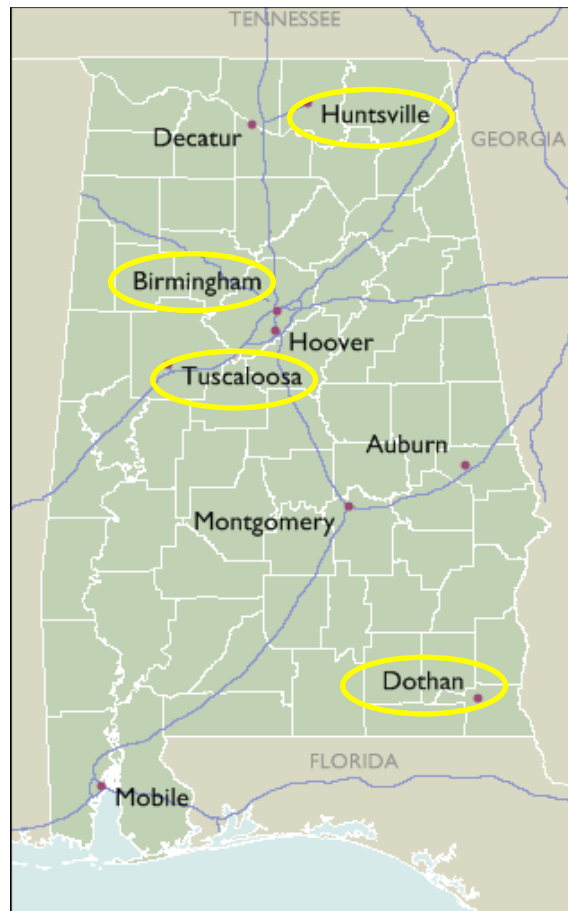 TENNESSEE
Huntsville
Decatur
GEORGIA
Birmingham
Hoover
Tuscaloosa
Auburn
Montgomery
Dothan
FLORIDA
Mobile